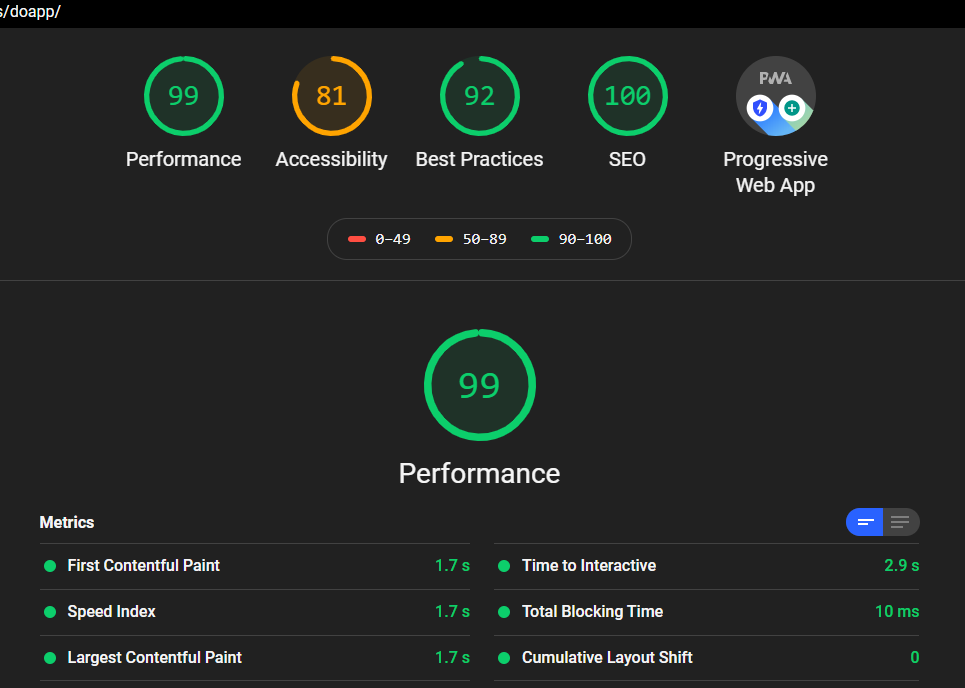 s/doapp/
99
81
92
100
PWA
Performance
Accessibility
Best Practices
SEO
Progressive
Web App
0–49
50–89
90–100
99
Performance
Metrics
First Contentful Paint 1.7 s
Time to Interactive 2.9 s
Speed Index 1.7 s
Total Blocking Time 10 ms
Largest Contentful Paint 1.7 s
Cumulative Layout Shift 0